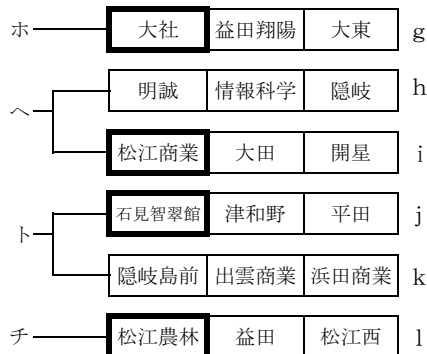 ホ 大社 益田翔陽 大東 g
明誠 情報科学 隠岐 h
ヘ
松江商業 大田 開星 i
石見智翠館 津和野 平田 j
ト
隠岐島前 出雲商業 浜田商業 k
チ 松江農林 益田 松江西 l